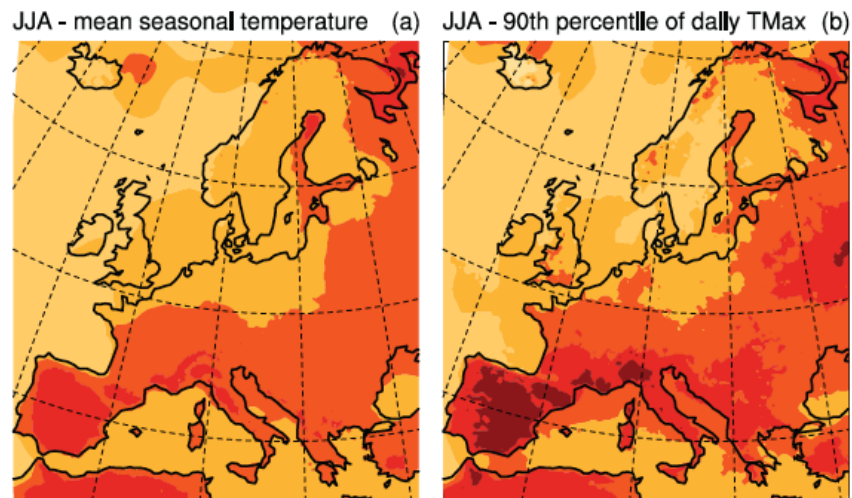 JJA - mean seasonal temperature (a)
JJA - 90th percentile of daily TMax (b)